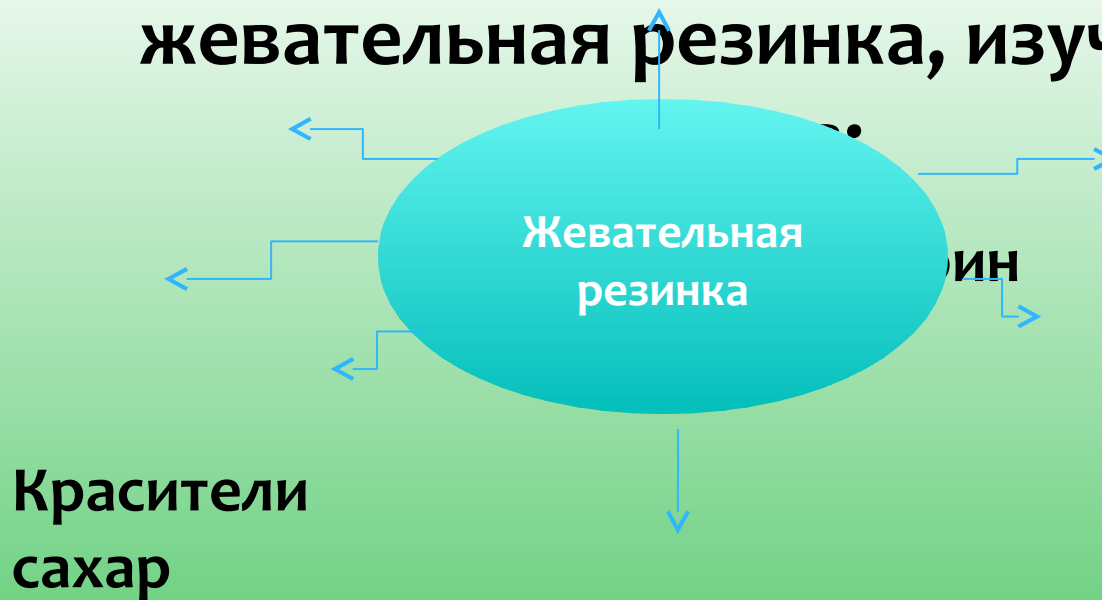 жевательная резинка, изуч
Жевательная
резинка
Красители
сахар